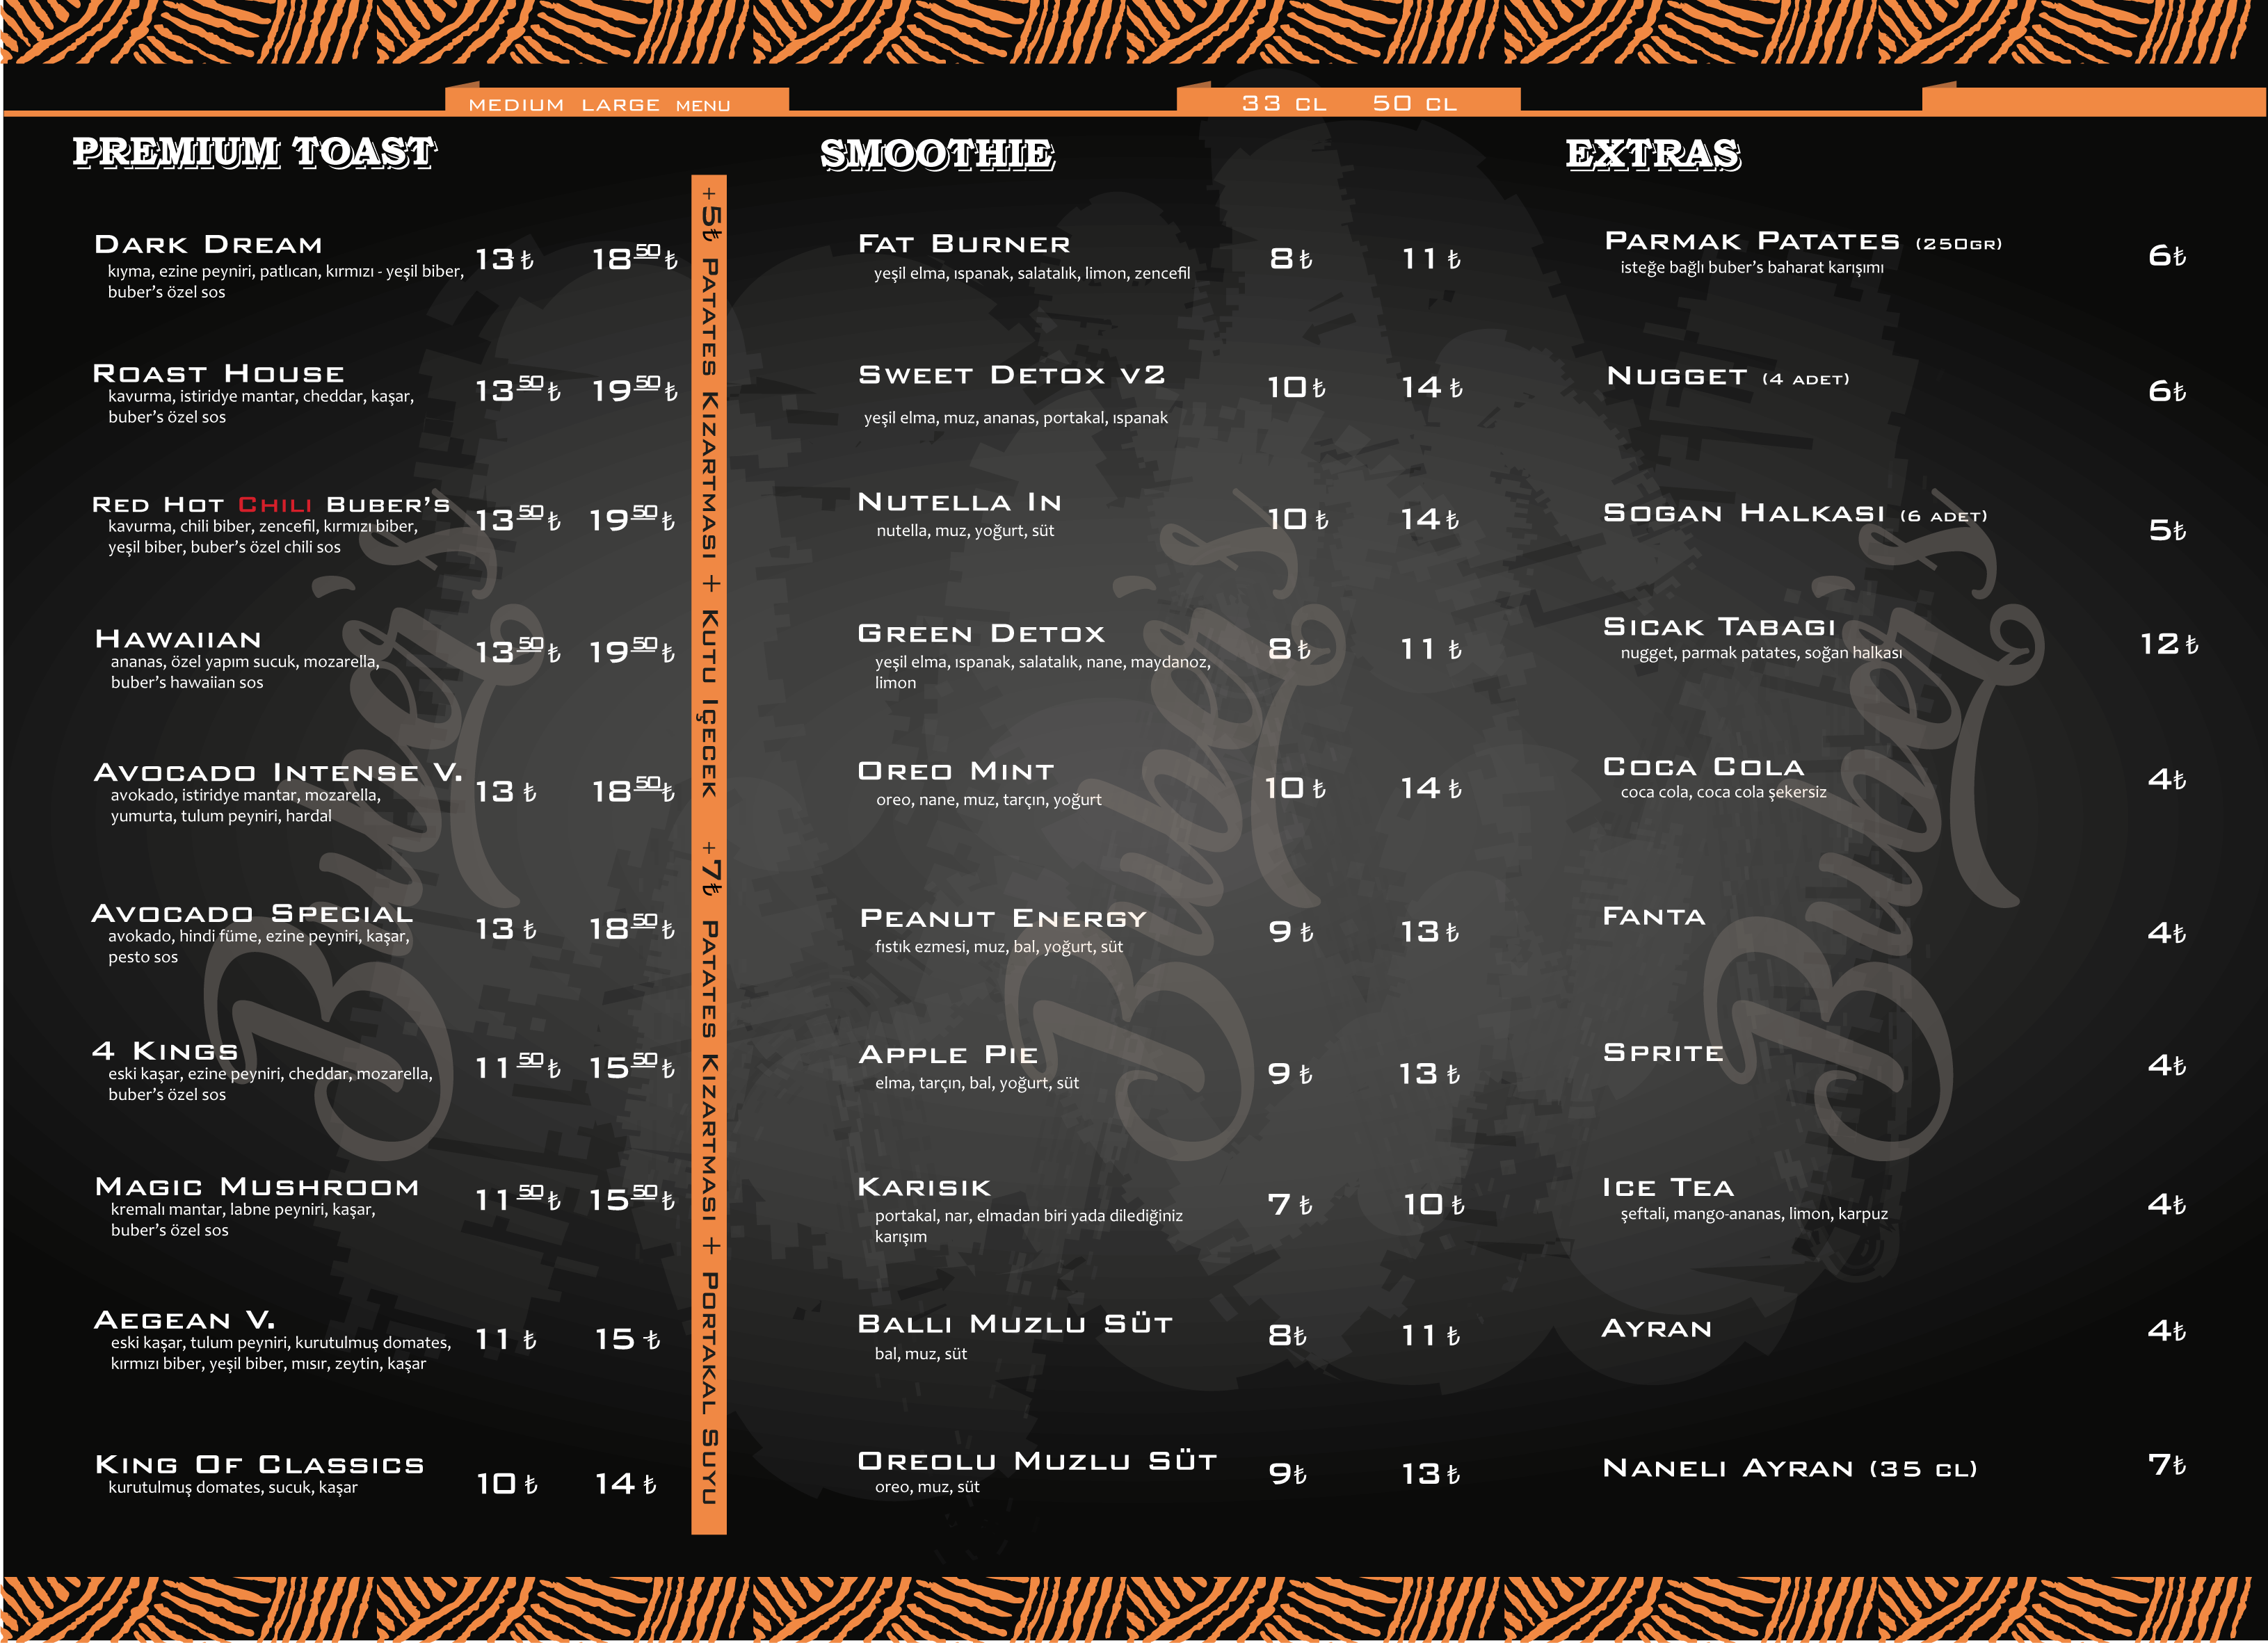 MEDIUM LARGE MENU
33 CL 50 CL
PREMIUM TOAST
DARK DREAM
13 ₺ 18 50 ₺
kıyma, ezine peyniri, patlıcan, kırmızı - yeşil biber,
buber's özel sos
ROAST HOUSE
13 50 ₺ 19 50 ₺
kavurma, istiridye mantar, cheddar, kaşar,
buber's özel sos
RED HOT CHILI BUBER'S
13 50 ₺ 19 50 ₺
kavurma, chili biber, zencefil, kırmızı biber,
yeşil biber, buber's özel chili sos
HAWAIIAN
13 50 ₺ 19 50 ₺
ananas, özel yapım sucuk, mozarella,
buber's hawaiian sos
AVOCADO INTENSE V.
13 ₺ 18 50 ₺
avokado, istiridye mantar, mozarella,
yumurta, tulum peyniri, hardal
AVOCADO SPECIAL
13 ₺ 18 50 ₺
avokado, hindi füme, ezine peyniri, kaşar,
pesto sos
4 KINGS
11 50 ₺ 15 50 ₺
eski kaşar, ezine peyniri, cheddar, mozarella,
buber's özel sos
MAGIC MUSHROOM
11 50 ₺ 15 50 ₺
kremalı mantar, labne peyniri, kaşar,
buber's özel sos
AEGEAN V.
11 ₺ 15 ₺
eski kaşar, tulum peyniri, kurutulmuş domates,
kırmızı biber, yeşil biber, mısır, zeytin, kaşar
KING OF CLASSICS
10 ₺ 14 ₺
kurutulmuş domates, sucuk, kaşar
+ 5₺ PATATES KIZARTMASI + KUTU IÇECEK + 7₺ PATATES KIZARTMASI + PORTAKAL SUYU
SMOOTHIE
FAT BURNER
8 ₺ 11 ₺
yeşil elma, ıspanak, salatalık, limon, zencefil
SWEET DETOX V2
10 ₺ 14 ₺
yeşil elma, muz, ananas, portakal, ıspanak
NUTELLA IN
10 ₺ 14 ₺
nutella, muz, yoğurt, süt
GREEN DETOX
8 ₺ 11 ₺
yeşil elma, ıspanak, salatalık, nane, maydanoz,
limon
OREO MINT
10 ₺ 14 ₺
oreo, nane, muz, tarçın, yoğurt
PEANUT ENERGY
9 ₺ 13 ₺
fıstık ezmesi, muz, bal, yoğurt, süt
APPLE PIE
9 ₺ 13 ₺
elma, tarçın, bal, yoğurt, süt
KARISIK
7 ₺ 10 ₺
portakal, nar, elmadan biri yada dilediğiniz
karışım
BALLI MUZLU SÜT
8₺ 11 ₺
bal, muz, süt
OREOLU MUZLU SÜT
9₺ 13 ₺
oreo, muz, süt
EXTRAS
PARMAK PATATES (250GR)
6₺
isteğe bağlı buber's baharat karışımı
NUGGET (4 ADET)
6₺
SOGAN HALKASI (6 ADET)
5₺
SICAK TABAGI
12 ₺
nugget, parmak patates, soğan halkası
COCA COLA
4₺
coca cola, coca cola şekersiz
FANTA
4₺
SPRITE
4₺
ICE TEA
4₺
şeftali, mango-ananas, limon, karpuz
AYRAN
4₺
NANELI AYRAN (35 CL)
7₺
Buber's
Buber's
Buber's